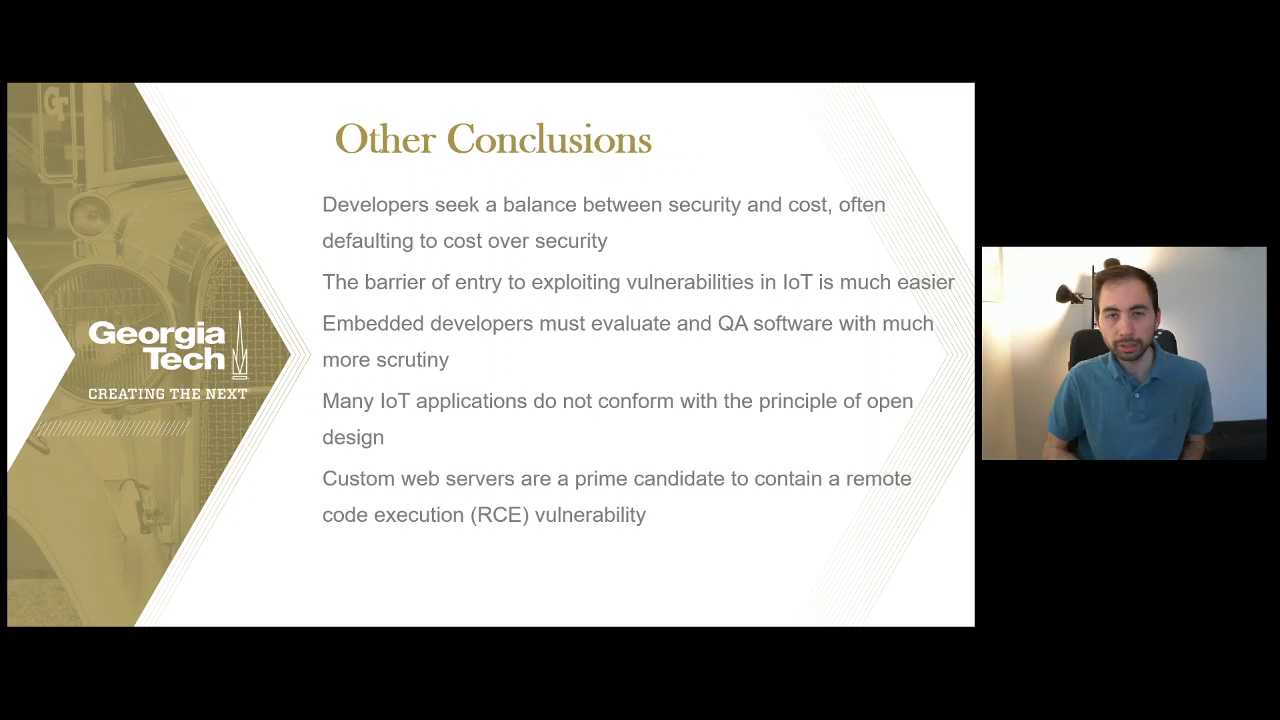 Other Conclusions
Developers seek a balance between security and cost, often
defaulting to cost over security
The barrier of entry to exploiting vulnerabilities in IoT is much easier
Embedded developers must evaluate and QA software with much
more scrutiny
Many IoT applications do not conform with the principle of open
design
Custom web servers are a prime candidate to contain a remote
code execution (RCE) vulnerability
GT
Georgia
Tech
CREATING THE NEXT